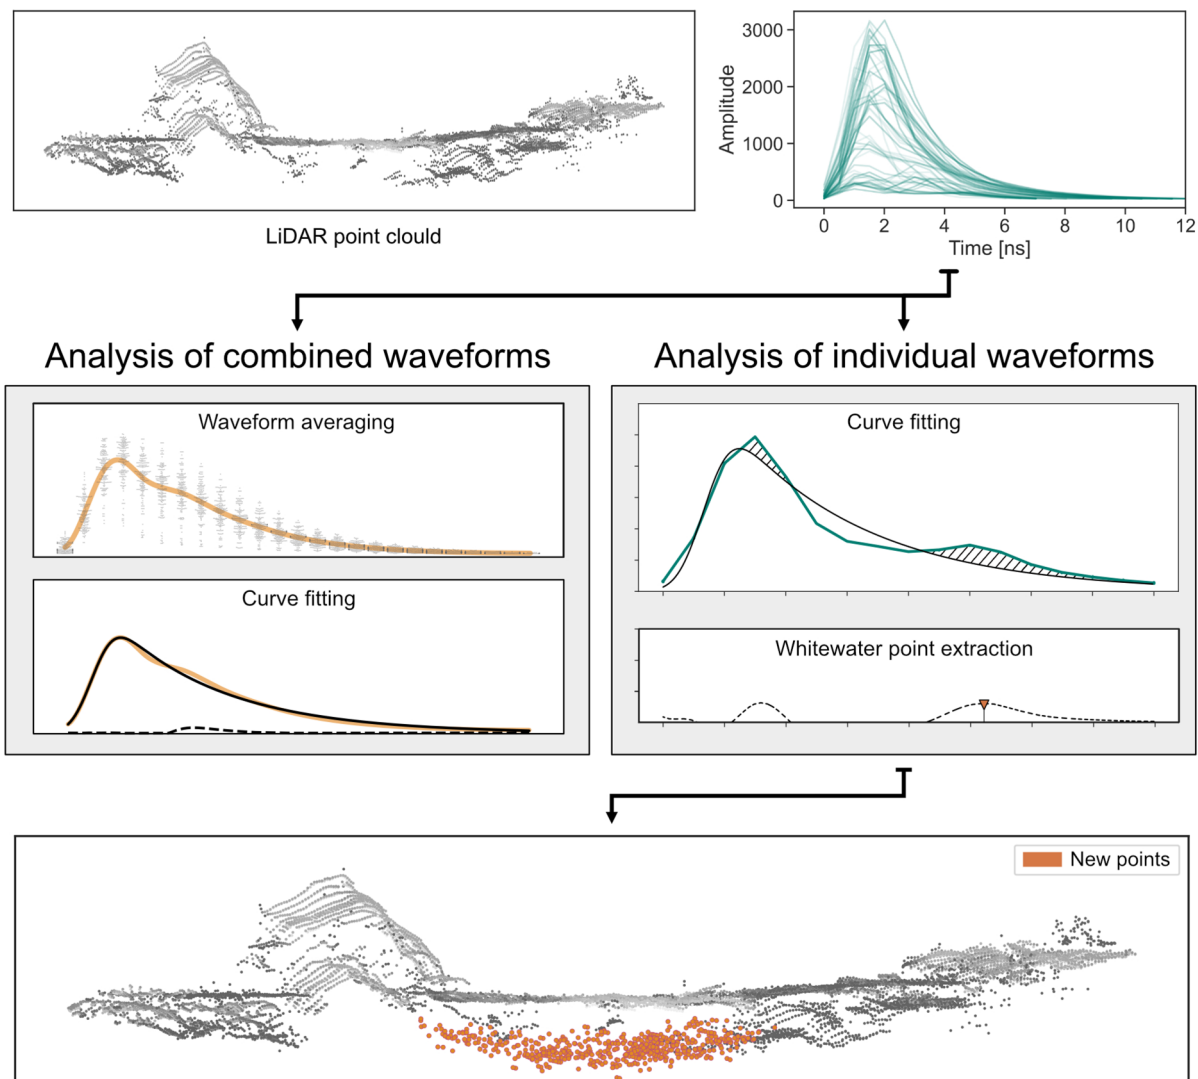 LiDAR point clould
Amplitude
3000
2000
1000
0
0 2 4 6 8 10 12
Time [ns]
Analysis of combined waveforms
Analysis of individual waveforms
Waveform averaging
Curve fitting
Curve fitting
Whitewater point extraction
New points